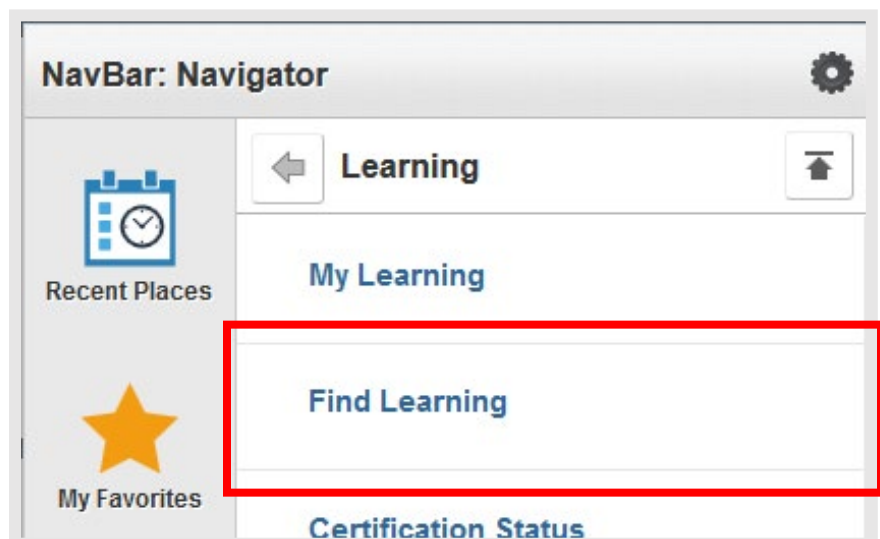 NavBar: Navigator
Learning
Recent Places
My Learning
Find Learning
My Favorites
Certification Status